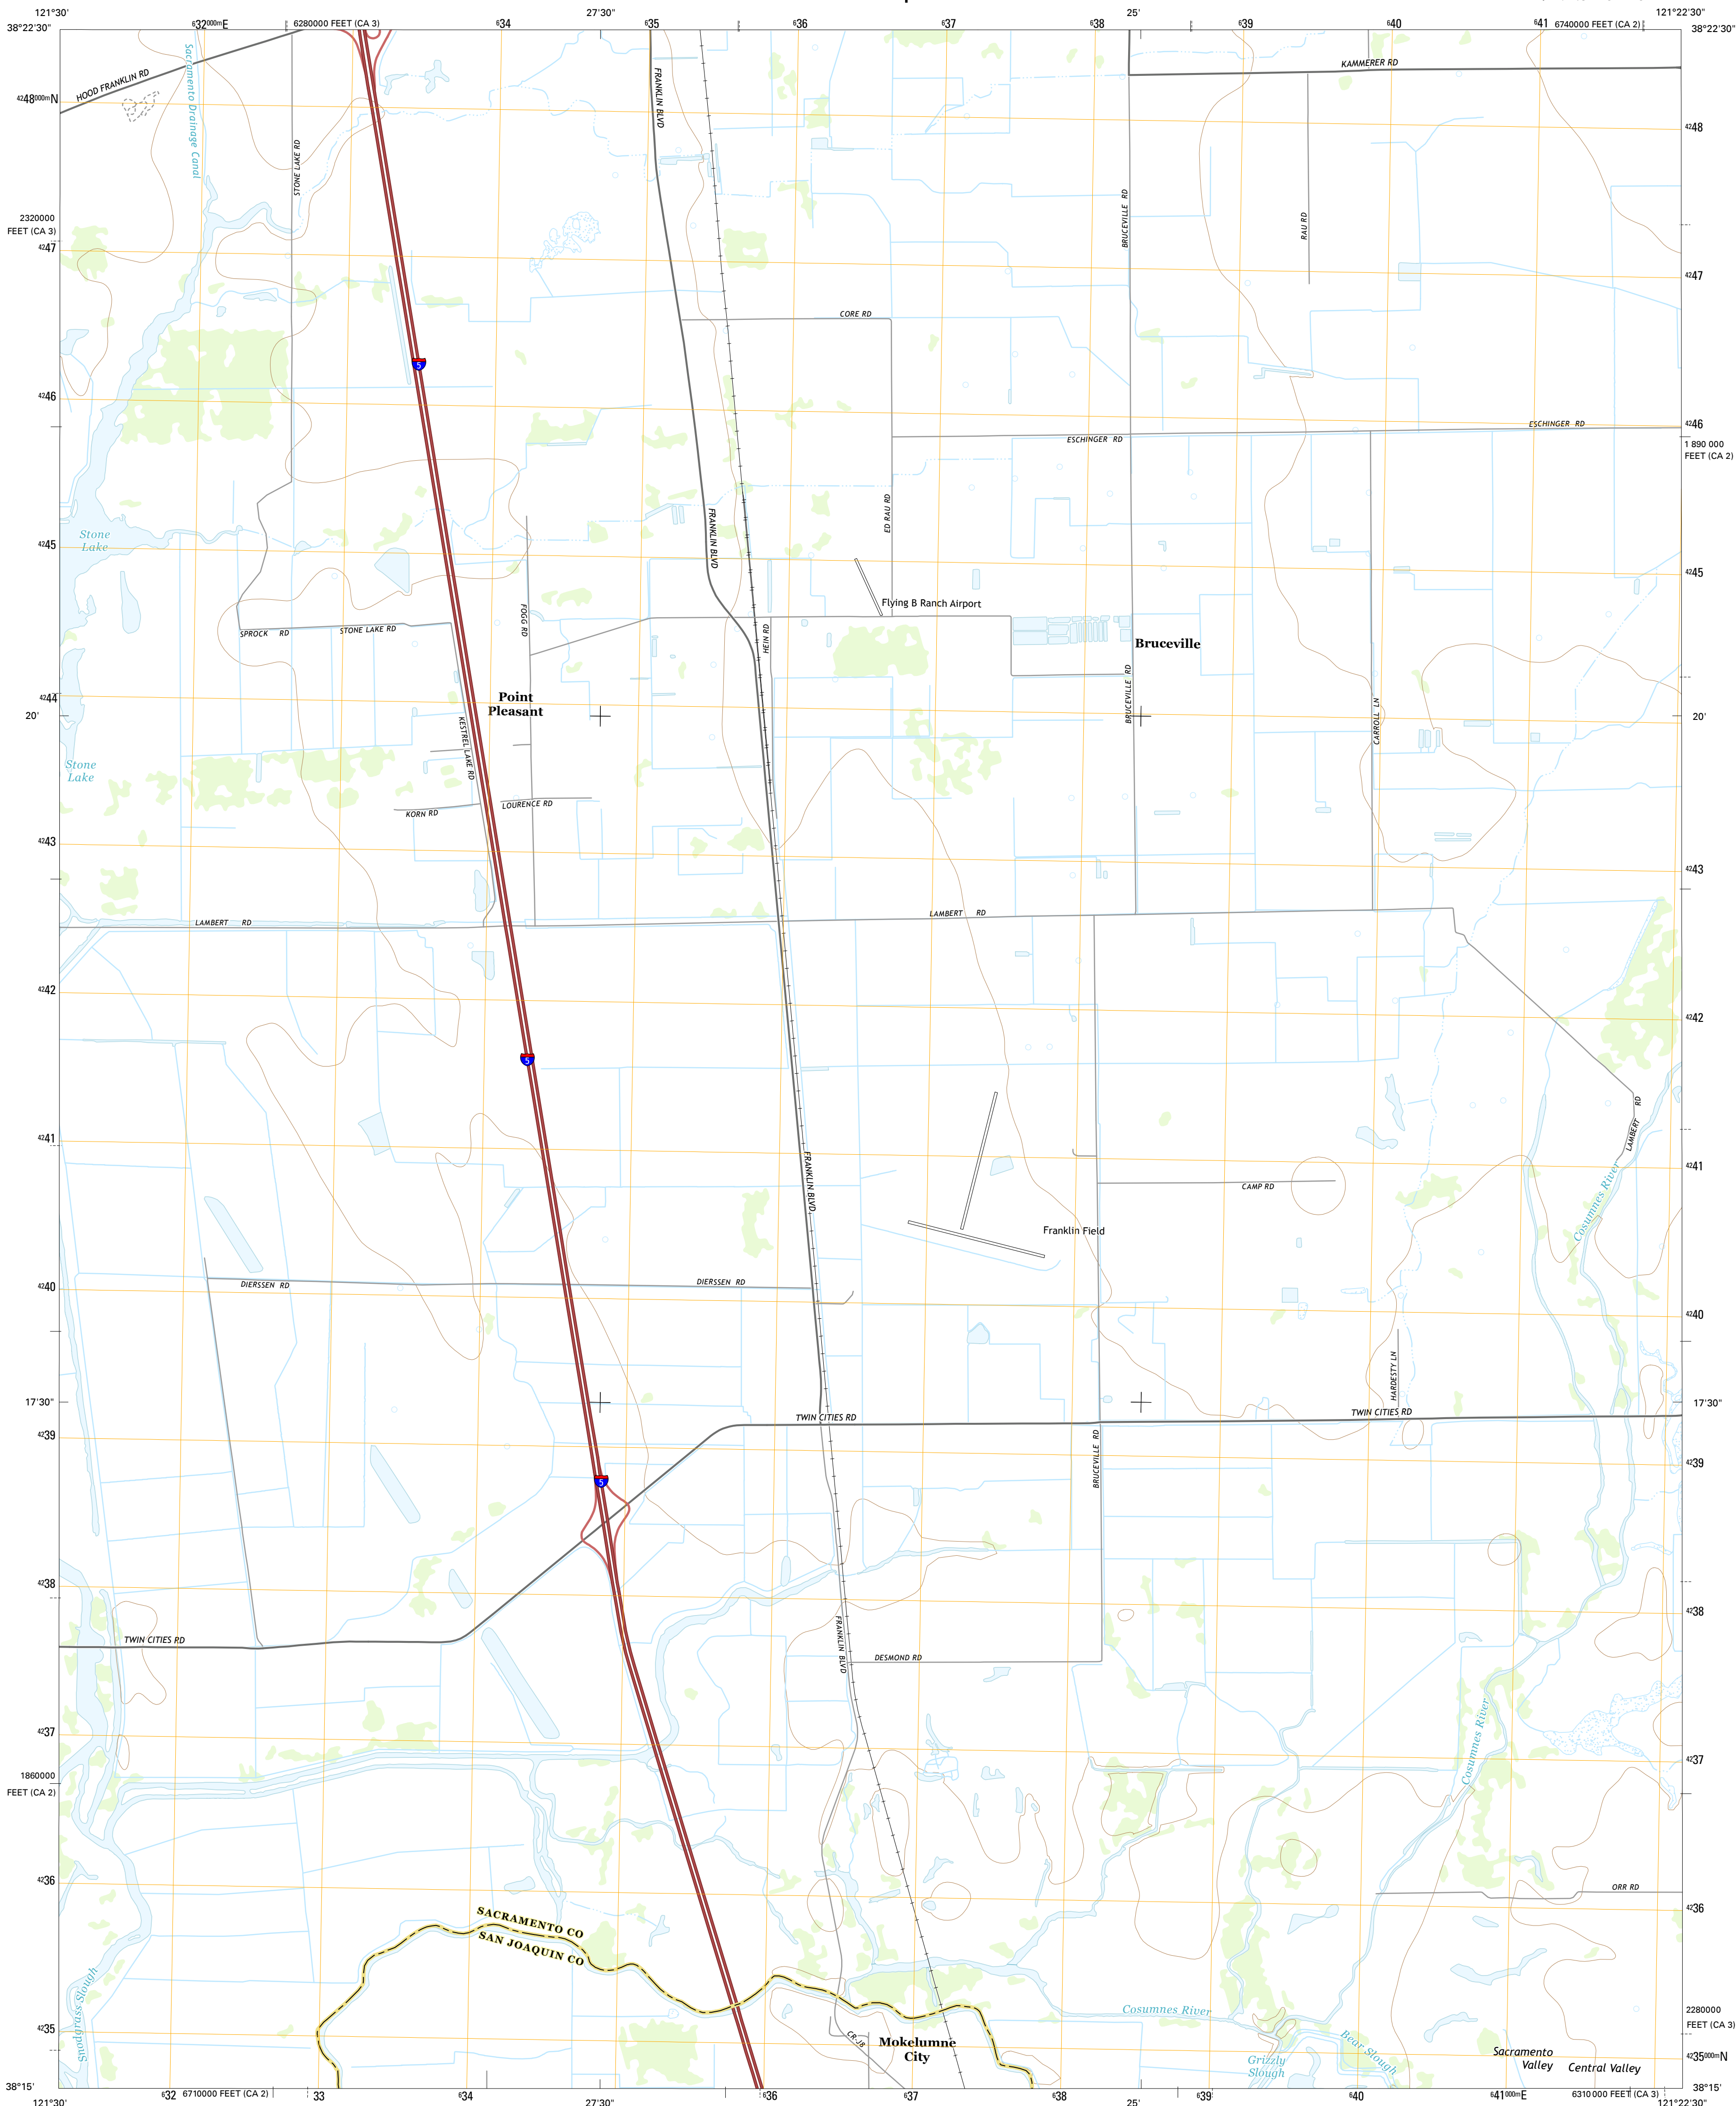 121°30'
632000mE
6280000 FEET (CA 3)
634
27'30"
635
636
637
638
25'
639
640
641
6740000 FEET (CA 2)
121°22'30"
38°22'30"
38°22'30"
HOOD FRANKLIN RD
Sacramento Drainage Canal
FRANKLIN BLVD
KAMMERER RD
4248000mN
4248
STONE LAKE RD
BRUCEVILLE RD
RAU RD
2320000
FEET (CA 3)
4247
4247
CORE RD
5
4246
ESCHINGER RD
ESCHINGER RD
4246
1 890 000
FEET (CA 2)
ED RAU RD
FRANKLIN BLVD
Stone
Lake
4245
4245
Flying B Ranch Airport
FOGG RD
SPROCK RD
STONE LAKE RD
HEIN RD
Bruceville
BRUCEVILLE RD
4244
Point
Pleasant
CARROLL LN
20'
20'
KESTREL LAKE RD
Stone
Lake
LOURENCE RD
KORN RD
4243
4243
LAMBERT RD
LAMBERT RD
4242
4242
5
LAMBERT RD
4241
4241
FRANKLIN BLVD
CAMP RD
Cosumnes River
Franklin Field
4240
DIERSSEN RD
DIERSSEN RD
4240
HARDESTY LN
17'30"
17'30"
TWIN CITIES RD
TWIN CITIES RD
4239
BRUCEVILLE RD
4239
5
4238
4238
TWIN CITIES RD
FRANKLIN BLVD
DESMOND RD
Cosumnes River
4237
4237
1860000
FEET (CA 2)
4236
ORR RD
4236
SACRAMENTO CO
SAN JOAQUIN CO
Snodgrass Slough
Cosumnes River
2280000
FEET (CA 3)
4235
CR-J8
Mokelumne
City
Grizzly
Slough
Bear Slough
Sacramento
Valley
Central Valley
4235000mN
38°15'
38°15'
632
6710000 FEET (CA 2)
33
634
636
637
638
639
640
641000mE
6310000 FEET (CA 3)
121°30'
27'30"
25'
121°22'30"